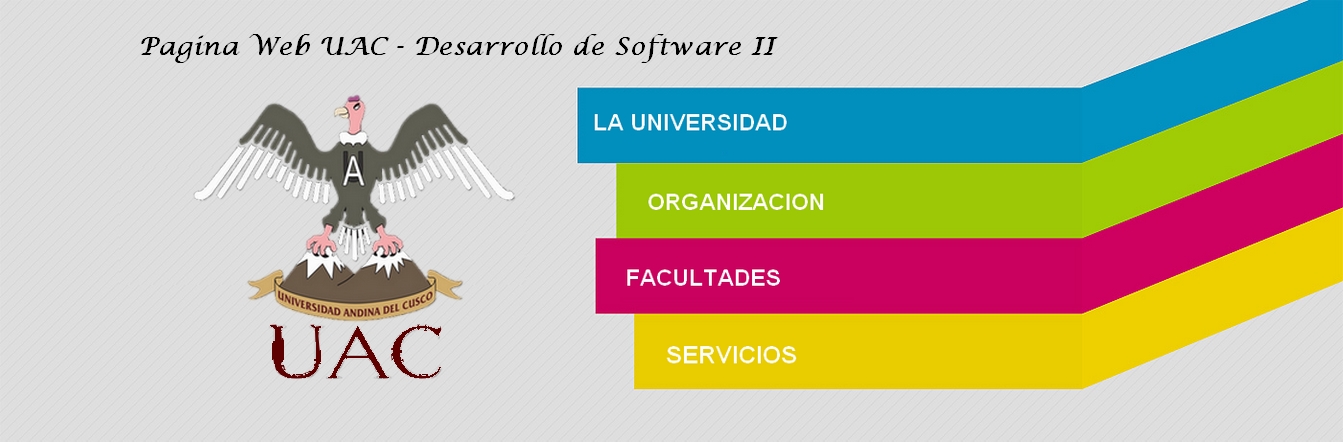 Pagina Web UAC - Desarrollo de Software II
A
UNIVERSIDAD ANDINA DEL CUSCO
UAC
LA UNIVERSIDAD
ORGANIZACION
FACULTADES
SERVICIOS